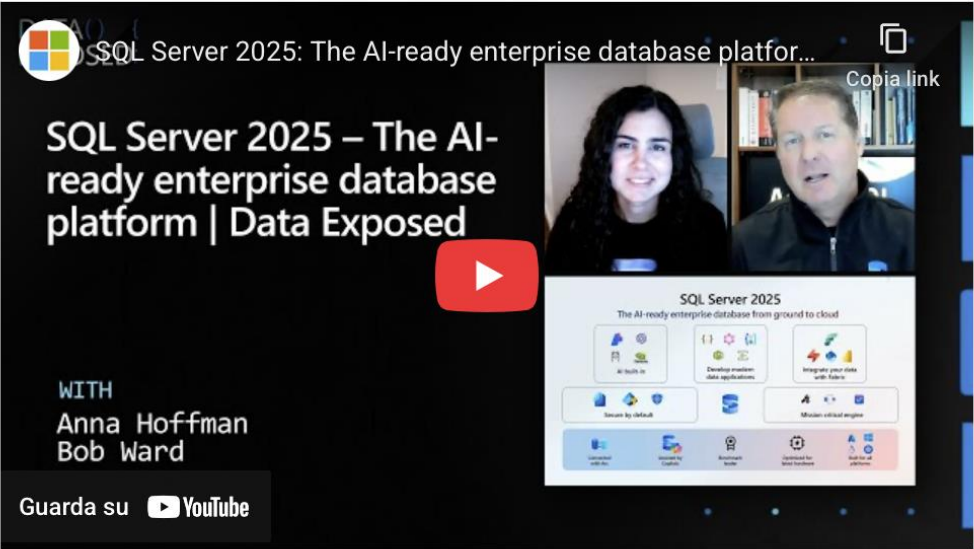 SQL Server 2025: The AI-ready enterprise database platfor...
Copia link
SQL Server 2025 – The AI-
ready enterprise database
platform | Data Exposed
SQL Server 2025
The AI-ready enterprise database from ground to cloud
AI built-in
Develop modern
data applications
Integrate your data
with Fabric
Secure by default
Mission critical engine
WITH
Anna Hoffman
Bob Ward
Guarda su YouTube